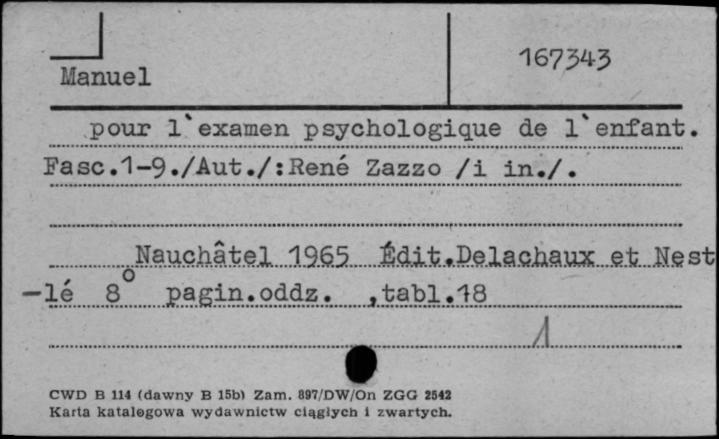 167343
Manuel
pour l`examen psychologique de l`enfant.
Fasc.1-9./Aut./:René Zazzo /i in./.
Nauchâtel 1965 Édit.Delachaux et Nest
-lé 8° pagin.oddz. ,tabl.18
1
CWD B 114 (dawny B 15b) Zam. 897/DW/On ZGG 2542
Karta katalogowa wydawnictw ciągłych i zwartych.